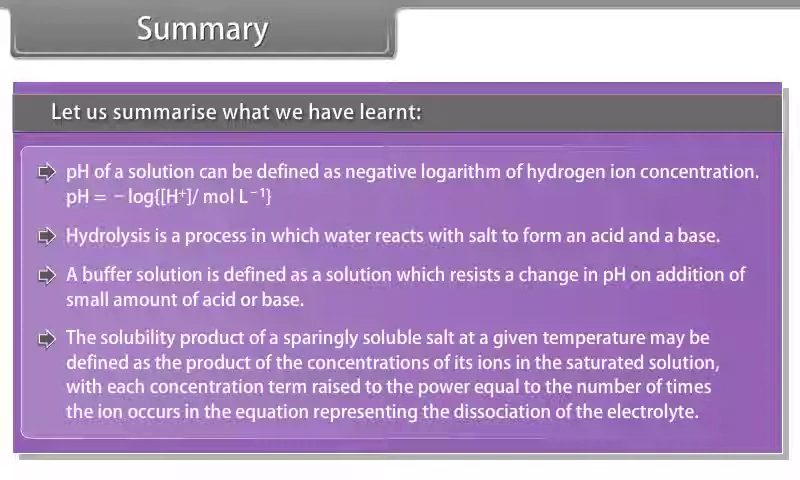 Summary
Let us summarise what we have learnt:
pH of a solution can be defined as negative logarithm of hydrogen ion concentration.
pH = – log{[H⁺]/ mol L⁻¹}
Hydrolysis is a process in which water reacts with salt to form an acid and a base.
A buffer solution is defined as a solution which resists a change in pH on addition of
small amount of acid or base.
The solubility product of a sparingly soluble salt at a given temperature may be
defined as the product of the concentrations of its ions in the saturated solution,
with each concentration term raised to the power equal to the number of times
the ion occurs in the equation representing the dissociation of the electrolyte.